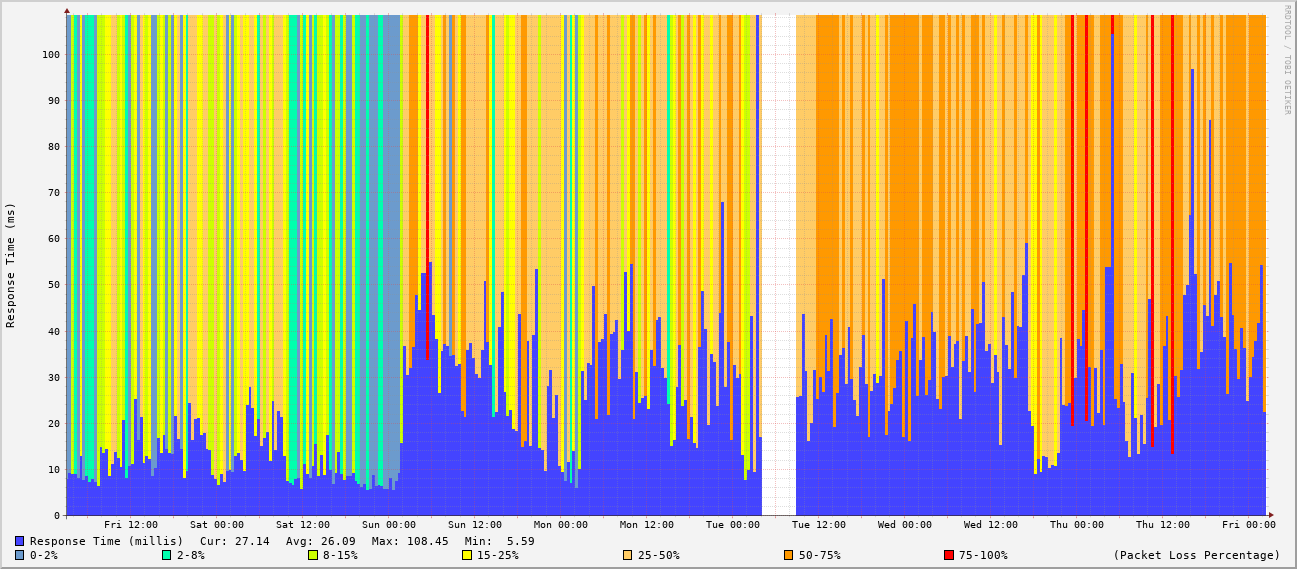 RRDTOOL / TOBI OETIKER
Response Time (ms)
100
90
80
70
60
50
40
30
20
10
0
Fri 12:00 Sat 00:00 Sat 12:00 Sun 00:00 Sun 12:00 Mon 00:00 Mon 12:00 Tue 00:00 Tue 12:00 Wed 00:00 Wed 12:00 Thu 00:00 Thu 12:00 Fri 00:00
Response Time (millis) Cur: 27.14 Avg: 26.09 Max: 108.45 Min: 5.59
0-2% 2-8% 8-15% 15-25% 25-50% 50-75% 75-100% (Packet Loss Percentage)